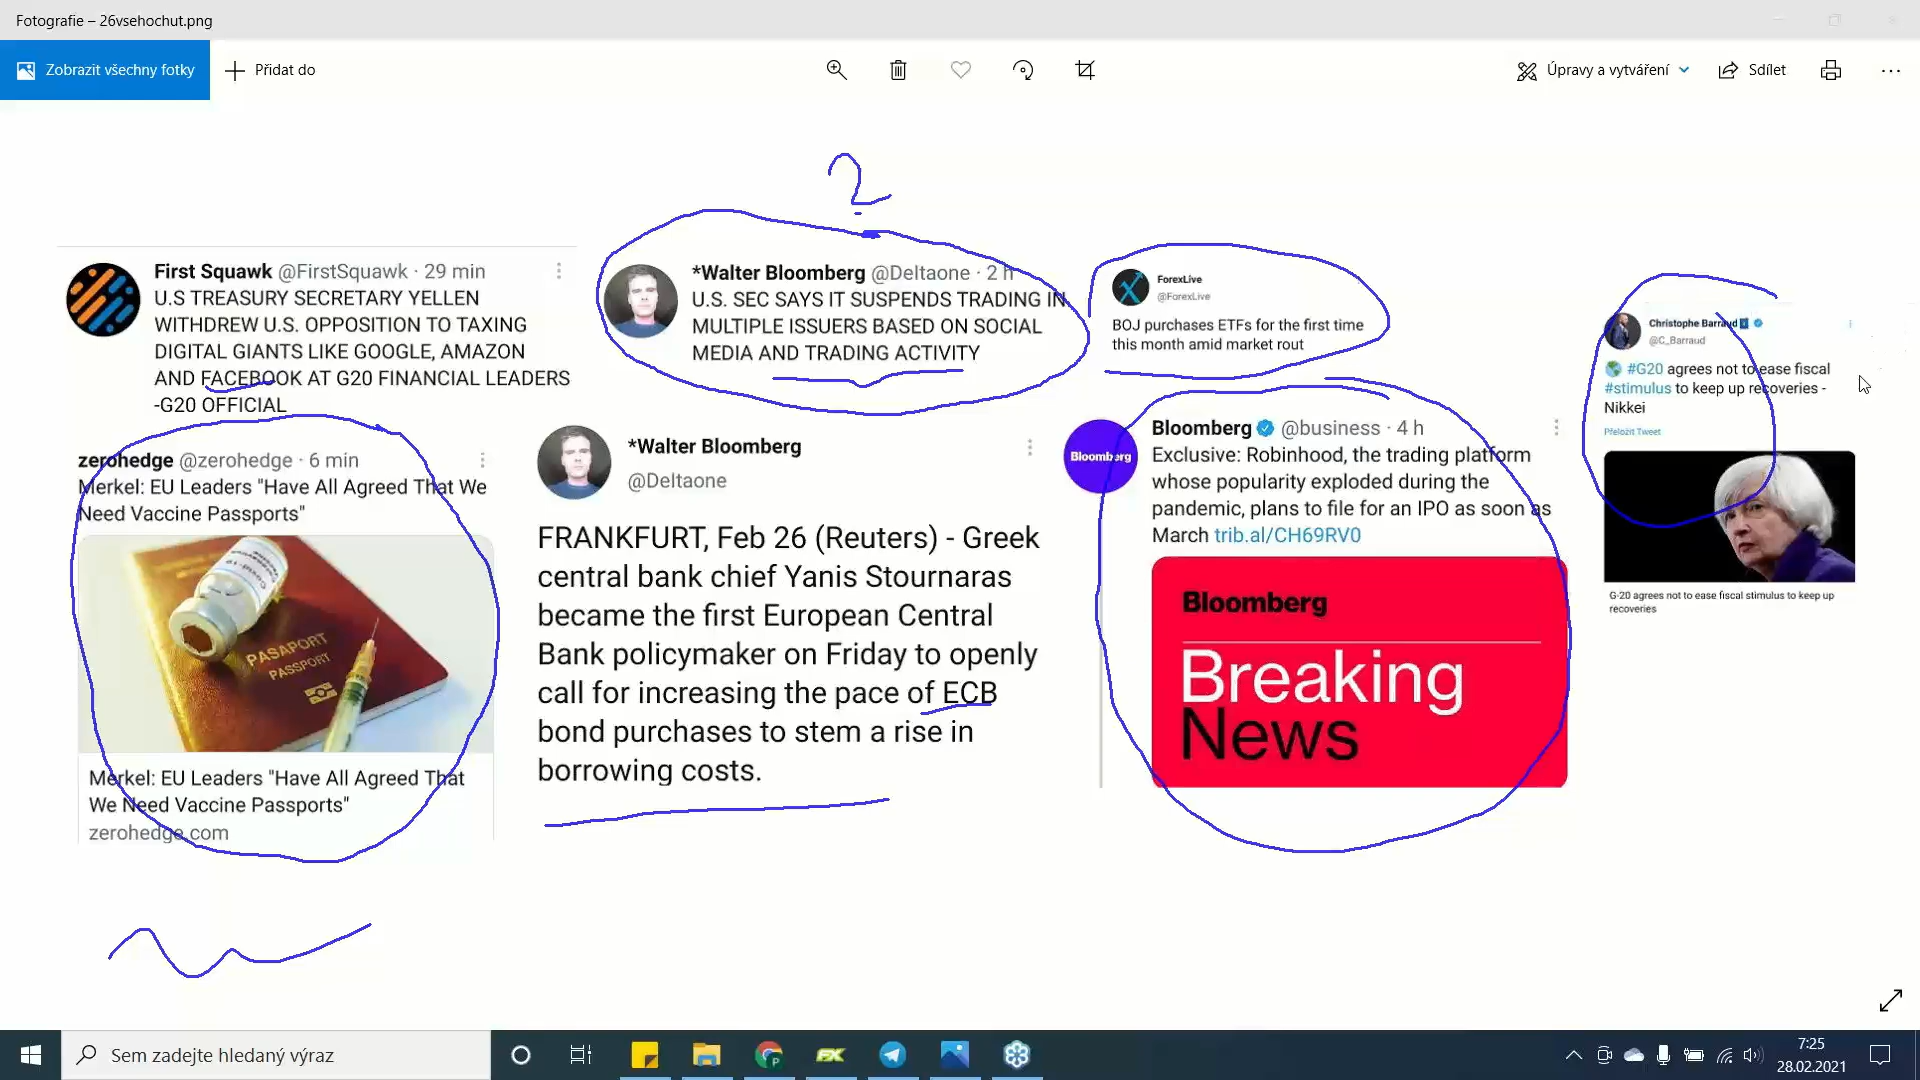 Fotografie – 26vsehochut.png
Zobrazit všechny fotky
Přidat do
Úpravy a vytváření
Sdílet
?
First Squawk @FirstSquawk · 29 min
U.S TREASURY SECRETARY YELLEN
WITHDREW U.S. OPPOSITION TO TAXING
DIGITAL GIANTS LIKE GOOGLE, AMAZON
AND FACEBOOK AT G20 FINANCIAL LEADERS
-G20 OFFICIAL
*Walter Bloomberg @Deltaone · 2 h
U.S. SEC SAYS IT SUSPENDS TRADING IN
MULTIPLE ISSUERS BASED ON SOCIAL
MEDIA AND TRADING ACTIVITY
ForexLive
@ForexLive
BOJ purchases ETFs for the first time
this month amid market rout
Christophe Barraud
@C_Barraud
#G20 agrees not to ease fiscal
#stimulus to keep up recoveries -
Nikkei
Přeložit Tweet
G-20 agrees not to ease fiscal stimulus to keep up
recoveries
zerohedge @zerohedge · 6 min
Merkel: EU Leaders "Have All Agreed That We
Need Vaccine Passports"
PASAPORT
PASSPORT
Merkel: EU Leaders "Have All Agreed That
We Need Vaccine Passports"
zerohedge.com
*Walter Bloomberg
@Deltaone
FRANKFURT, Feb 26 (Reuters) - Greek
central bank chief Yanis Stournaras
became the first European Central
Bank policymaker on Friday to openly
call for increasing the pace of ECB
bond purchases to stem a rise in
borrowing costs.
Bloomberg
Bloomberg @business · 4 h
Exclusive: Robinhood, the trading platform
whose popularity exploded during the
pandemic, plans to file for an IPO as soon as
March trib.al/CH69RV0
Bloomberg
Breaking
News
Sem zadejte hledaný výraz
FX
7:25
28.02.2021